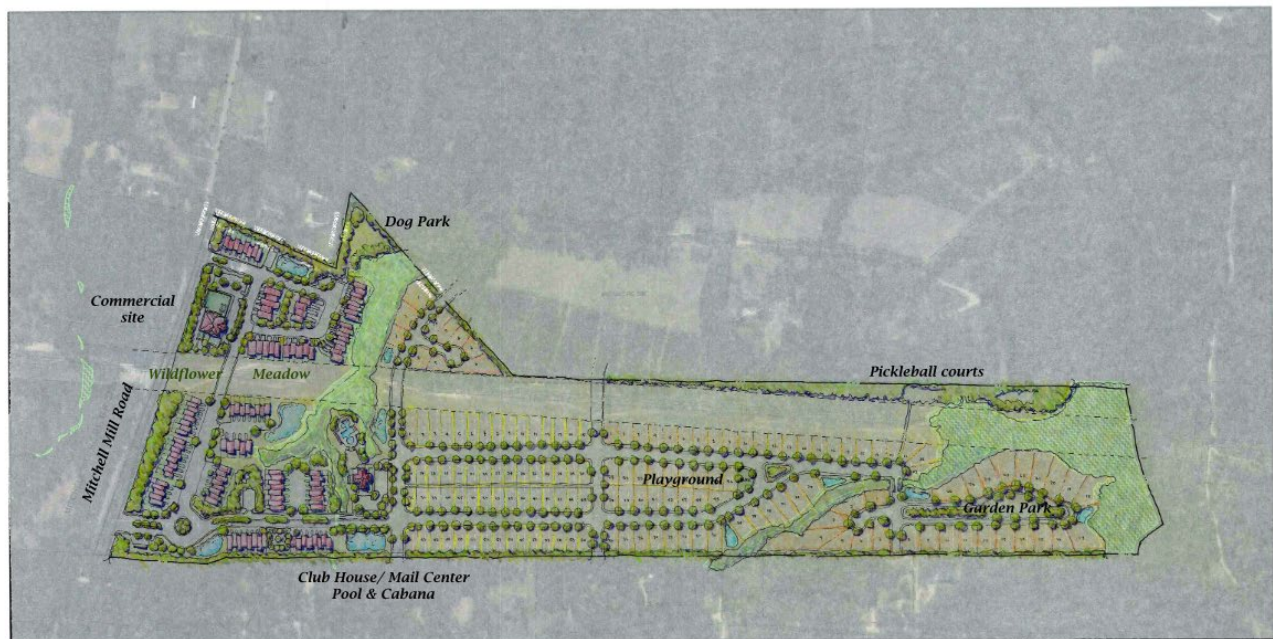 Dog Park
Commercial
site
Wildflower Meadow
Pickleball courts
Mitchell Mill Road
Playground
Garden Park
Club House/ Mail Center
Pool & Cabana